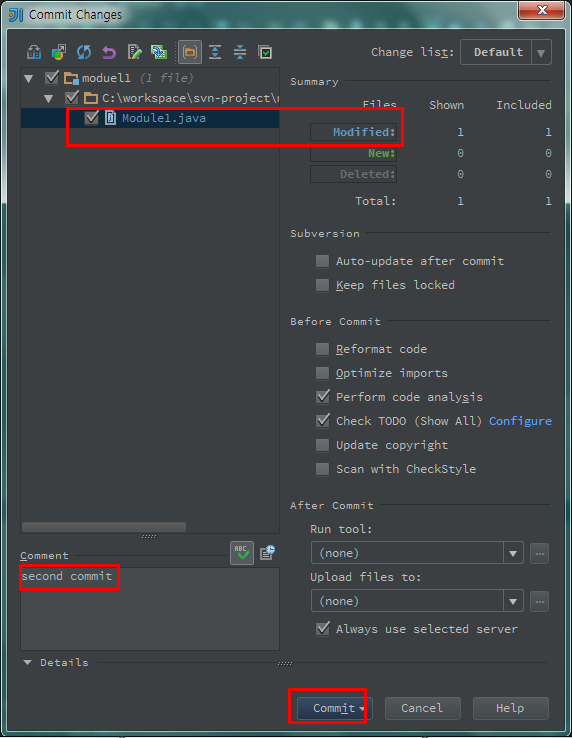 Commit Changes
Change list: Default
moduel1 (1 file)
C:\workspace\svn-project\
Module1.java
Summary
Files Shown Included
Modified: 1 1
New: 0 0
Deleted: 0 0
Total: 1 1
Subversion
Auto-update after commit
Keep files locked
Before Commit
Reformat code
Optimize imports
Perform code analysis
Check TODO (Show All) Configure
Update copyright
Scan with CheckStyle
After Commit
Run tool:
(none)
...
Upload files to:
(none)
...
Always use selected server
Comment
ABC
second commit
Details
Commit
Cancel
Help